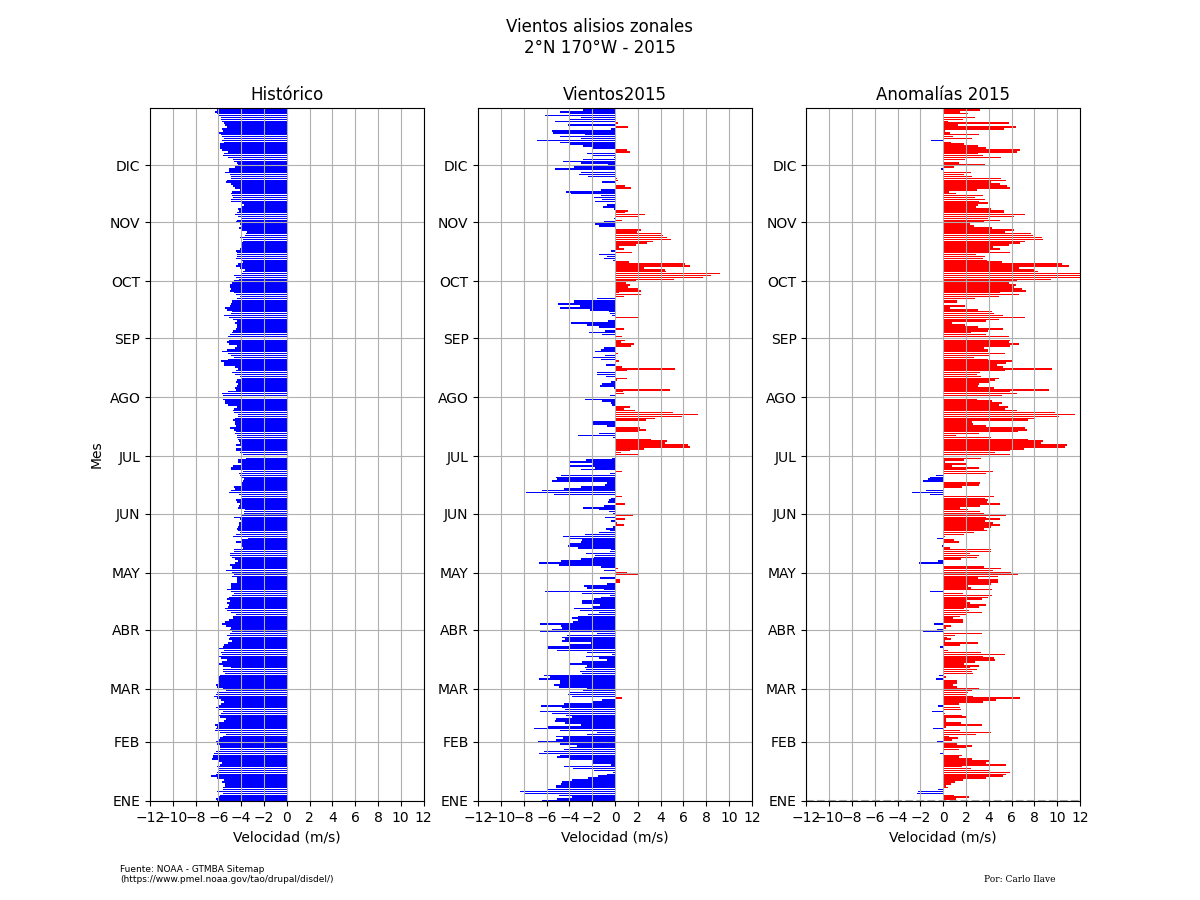 Vientos alisios zonales
2°N 170°W - 2015
Histórico
Vientos2015
Anomalías 2015
Mes
DIC
NOV
OCT
SEP
AGO
JUL
JUN
MAY
ABR
MAR
FEB
ENE
−12 −10 −8 −6 −4 −2 0 2 4 6 8 10 12
Velocidad (m/s)
DIC
NOV
OCT
SEP
AGO
JUL
JUN
MAY
ABR
MAR
FEB
ENE
−12 −10 −8 −6 −4 −2 0 2 4 6 8 10 12
Velocidad (m/s)
DIC
NOV
OCT
SEP
AGO
JUL
JUN
MAY
ABR
MAR
FEB
ENE
−12 −10 −8 −6 −4 −2 0 2 4 6 8 10 12
Velocidad (m/s)
Fuente: NOAA - GTMBA Sitemap
(https://www.pmel.noaa.gov/tao/drupal/disdel/)
Por: Carlo Ilave